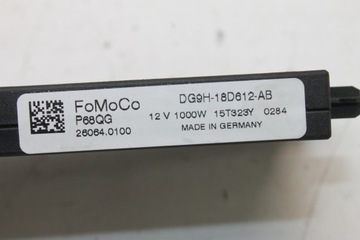 FoMoCo
DG9H-18D612-AB
P68QG
12 V 1000W 15T323Y 0284
26064.0100
MADE IN GERMANY